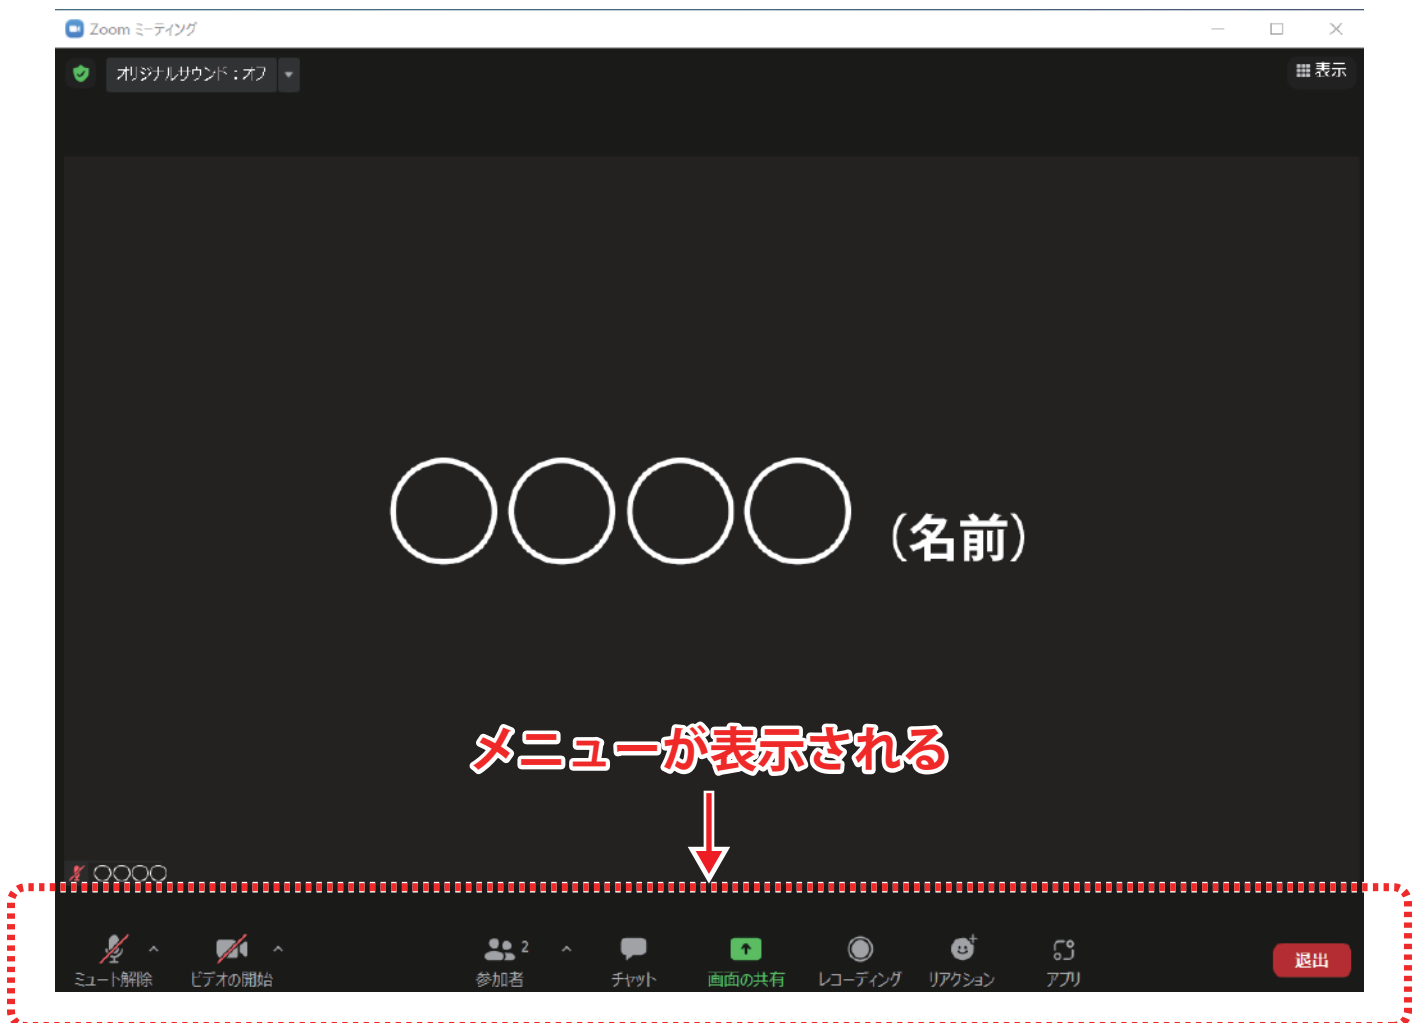 Zoom ミーティング
オリジナルサウンド：オフ
表示
〇〇〇〇（名前）
メニューが表示される
〇〇〇〇
2
ミュート解除 ビデオの開始 参加者 チャット 画面の共有 レコーディング リアクション アプリ 退出